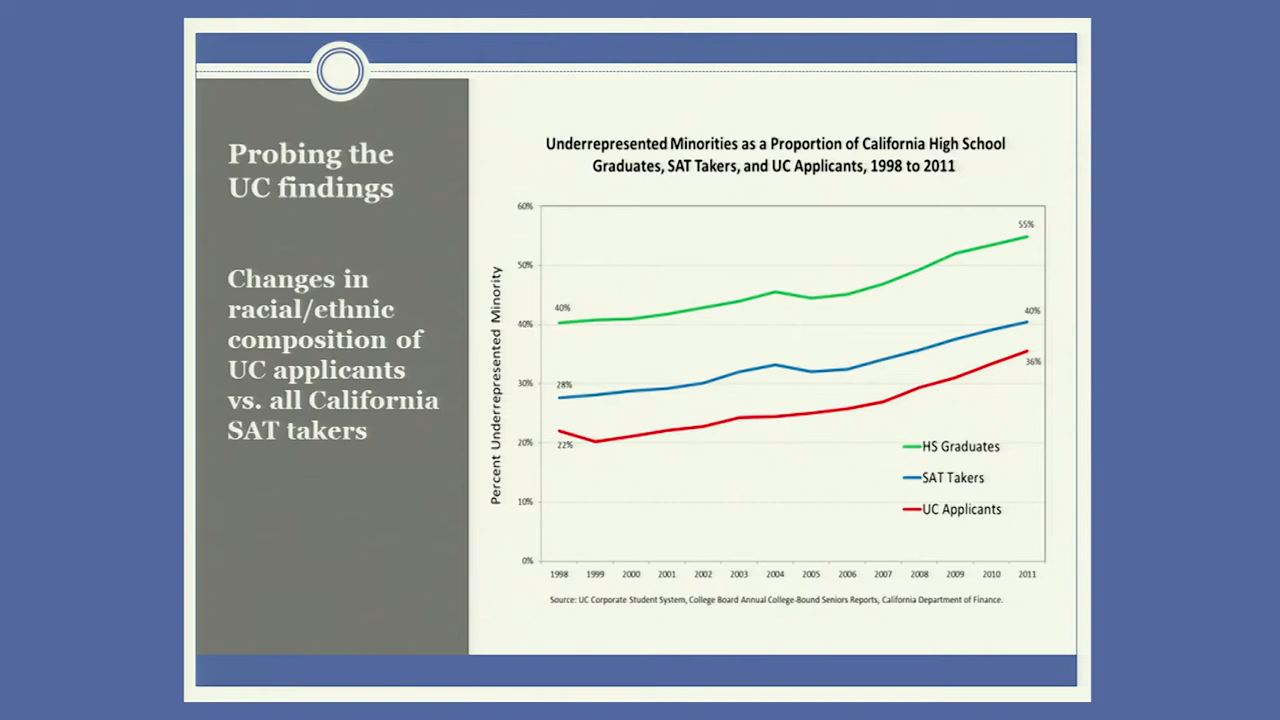 Probing the
UC findings
Changes in
racial/ethnic
composition of
UC applicants
vs. all California
SAT takers
Underrepresented Minorities as a Proportion of California High School
Graduates, SAT Takers, and UC Applicants, 1998 to 2011
Percent Underrepresented Minority
60%
50%
40%
30%
20%
10%
0%
55%
40%
40%
36%
28%
22%
HS Graduates
SAT Takers
UC Applicants
1998 1999 2000 2001 2002 2003 2004 2005 2006 2007 2008 2009 2010 2011
Source: UC Corporate Student System, College Board Annual College-Bound Seniors Reports, California Department of Finance.